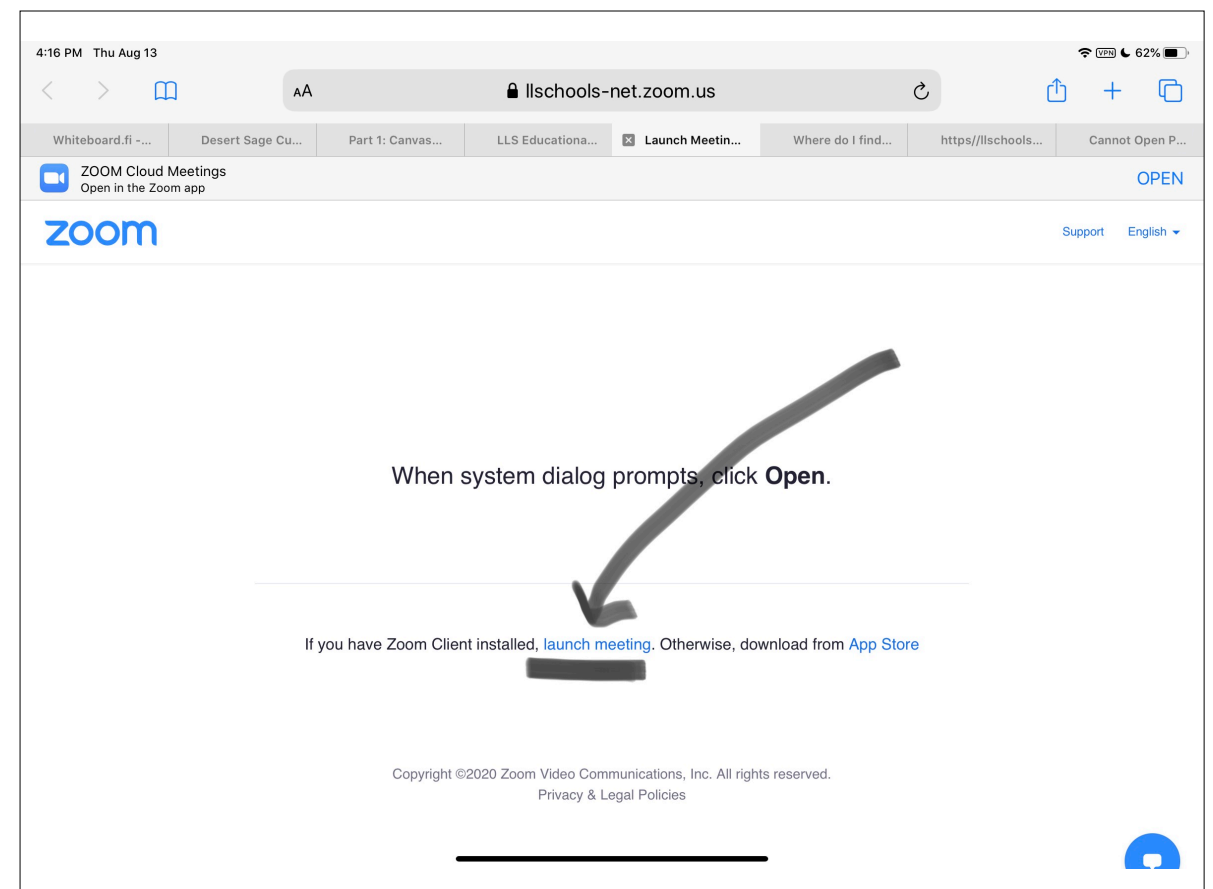 4:16 PM Thu Aug 13 VPN 62%
AA llschools-net.zoom.us
Whiteboard.fi -... Desert Sage Cu... Part 1: Canvas... LLS Educationa... Launch Meetin... Where do I find... https//llschools... Cannot Open P...
ZOOM Cloud Meetings
Open in the Zoom app
OPEN
zoom Support English
When system dialog prompts, click Open.
If you have Zoom Client installed, launch meeting. Otherwise, download from App Store
Copyright ©2020 Zoom Video Communications, Inc. All rights reserved.
Privacy & Legal Policies